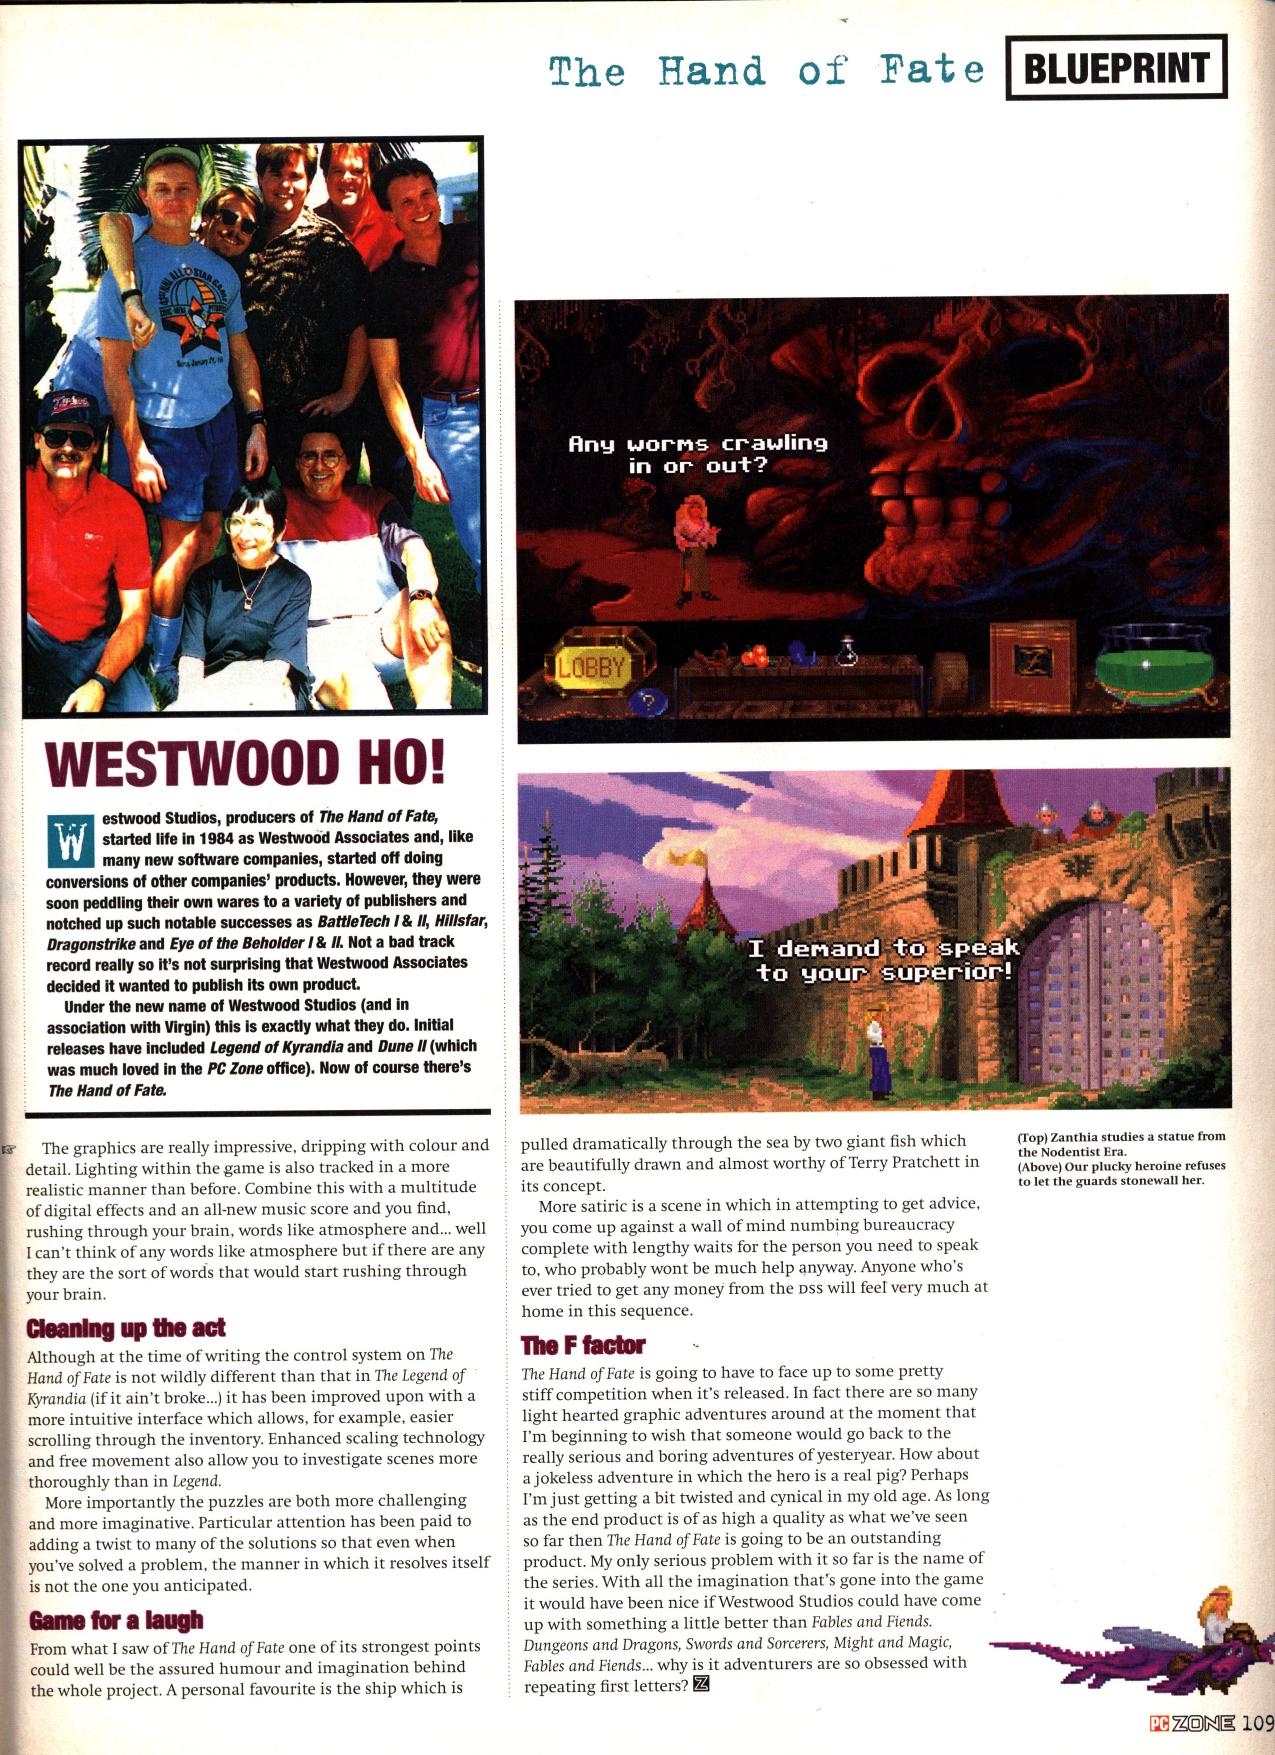 The Hand of Fate BLUEPRINT
Any worms crawling
in or out?
LOBBY
?
I demand to speak
to your superior!
WESTWOOD HO!
Westwood Studios, producers of The Hand of Fate,
started life in 1984 as Westwood Associates and, like
many new software companies, started off doing
conversions of other companies' products. However, they were
soon peddling their own wares to a variety of publishers and
notched up such notable successes as BattleTech I & II, Hillsfar,
Dragonstrike and Eye of the Beholder I & II. Not a bad track
record really so it's not surprising that Westwood Associates
decided it wanted to publish its own product.
Under the new name of Westwood Studios (and in
association with Virgin) this is exactly what they do. Initial
releases have included Legend of Kyrandia and Dune II (which
was much loved in the PC Zone office). Now of course there's
The Hand of Fate.
The graphics are really impressive, dripping with colour and
detail. Lighting within the game is also tracked in a more
realistic manner than before. Combine this with a multitude
of digital effects and an all-new music score and you find,
rushing through your brain, words like atmosphere and... well
I can't think of any words like atmosphere but if there are any
they are the sort of words that would start rushing through
your brain.
Cleaning up the act
Although at the time of writing the control system on The
Hand of Fate is not wildly different than that in The Legend of
Kyrandia (if it ain't broke...) it has been improved upon with a
more intuitive interface which allows, for example, easier
scrolling through the inventory. Enhanced scaling technology
and free movement also allow you to investigate scenes more
thoroughly than in Legend.
More importantly the puzzles are both more challenging
and more imaginative. Particular attention has been paid to
adding a twist to many of the solutions so that even when
you've solved a problem, the manner in which it resolves itself
is not the one you anticipated.
Game for a laugh
From what I saw of The Hand of Fate one of its strongest points
could well be the assured humour and imagination behind
the whole project. A personal favourite is the ship which is
pulled dramatically through the sea by two giant fish which
are beautifully drawn and almost worthy of Terry Pratchett in
its concept.
More satiric is a scene in which in attempting to get advice,
you come up against a wall of mind numbing bureaucracy
complete with lengthy waits for the person you need to speak
to, who probably wont be much help anyway. Anyone who's
ever tried to get any money from the DSS will feel very much at
home in this sequence.
The F factor
The Hand of Fate is going to have to face up to some pretty
stiff competition when it's released. In fact there are so many
light hearted graphic adventures around at the moment that
I'm beginning to wish that someone would go back to the
really serious and boring adventures of yesteryear. How about
a jokeless adventure in which the hero is a real pig? Perhaps
I'm just getting a bit twisted and cynical in my old age. As long
as the end product is of as high a quality as what we've seen
so far then The Hand of Fate is going to be an outstanding
product. My only serious problem with it so far is the name of
the series. With all the imagination that's gone into the game
it would have been nice if Westwood Studios could have come
up with something a little better than Fables and Fiends.
Dungeons and Dragons, Swords and Sorcerers, Might and Magic,
Fables and Fiends... why is it adventurers are so obsessed with
repeating first letters? Z
(Top) Zanthia studies a statue from
the Nodentist Era.
(Above) Our plucky heroine refuses
to let the guards stonewall her.
PC ZONE 109